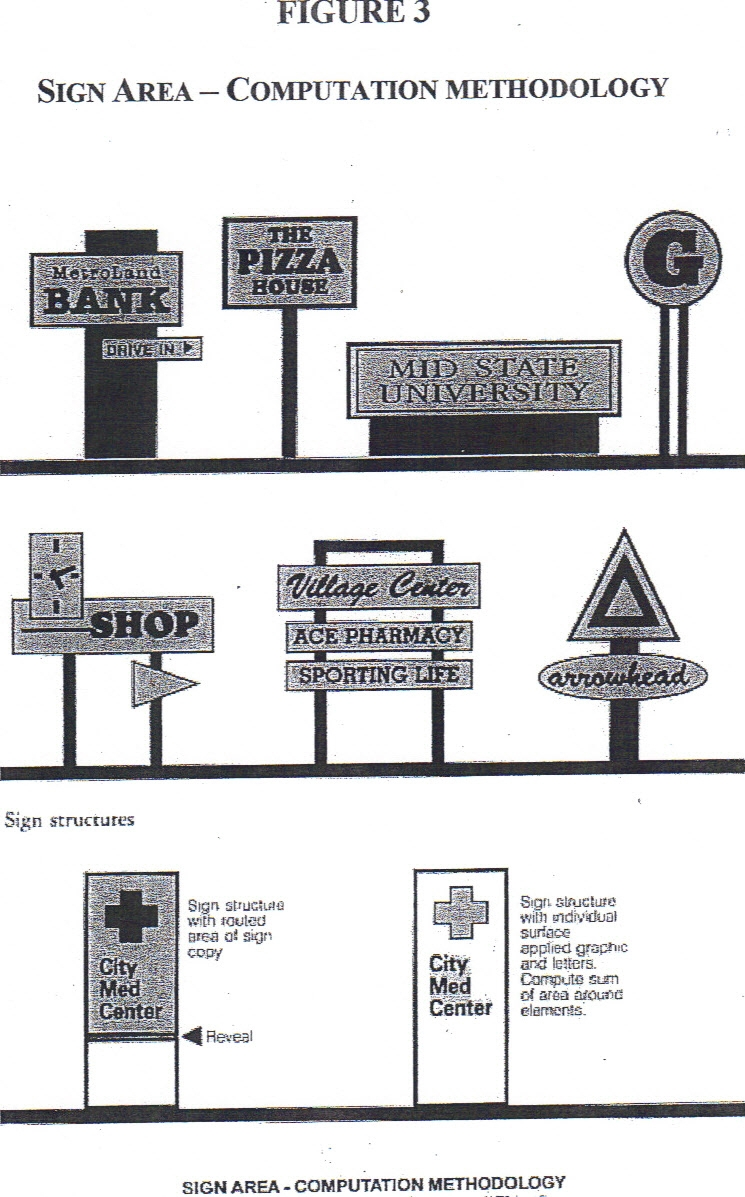 FIGURE 3
SIGN AREA – COMPUTATION METHODOLOGY
MetroLand
BANK
DRIVE IN
THE
PIZZA
HOUSE
MID STATE
UNIVERSITY
G
SHOP
Village Center
ACE PHARMACY
SPORTING LIFE
arrowhead
Sign structures
City
Med
Center
Sign structure
with routed
area of sign
copy
Reveal
City
Med
Center
Sign structure
with individual
surface
applied graphic
and letters.
Compute sum
of area around
elements.
SIGN AREA - COMPUTATION METHODOLOGY